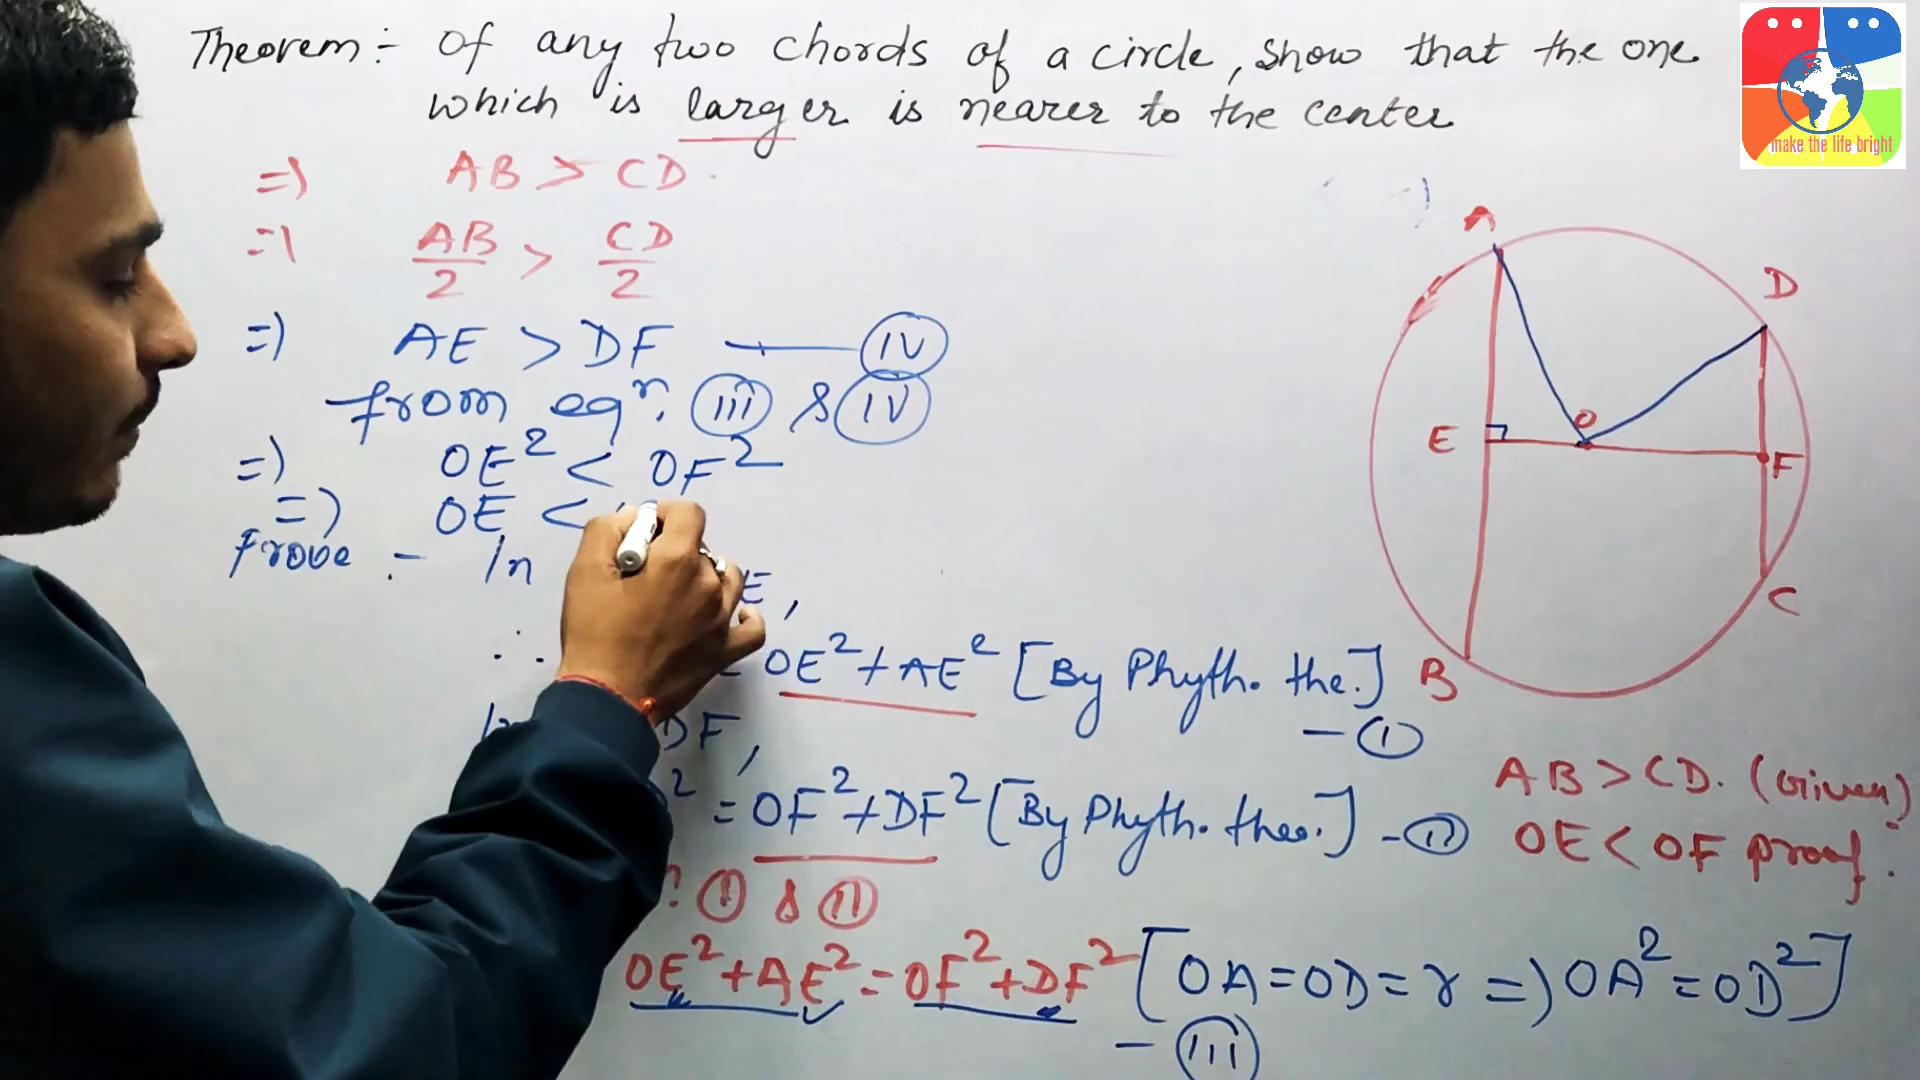 Theorem :- Of any two chords of a circle, show that the one
which is larger is nearer to the center
make the life bright
=) AB > CD
=) AB/2 > CD/2
=) AE > DF — (IV)
from eqn. (III) & (IV)
=) OE² < OF²
=) OE <
Prove :- In
E,
∴ = OE² + AE² [By Phyth. the.]
- (I)
DF,
² = OF² + DF² [By Phyth. theo.] - (II)
(I) & (II)
OE² + AE² = OF² + DF² [OA = OD = r =) OA² = OD²]
- (III)
A
D
E
O
F
C
B
AB > CD. (Given)
OE < OF proof.